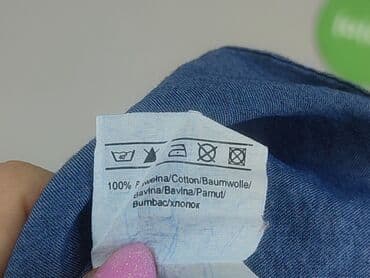 100% Bawełna/Cotton/Baumwolle/
Bavlna/Bavlna/Pamut/
Bumbac/хлопок